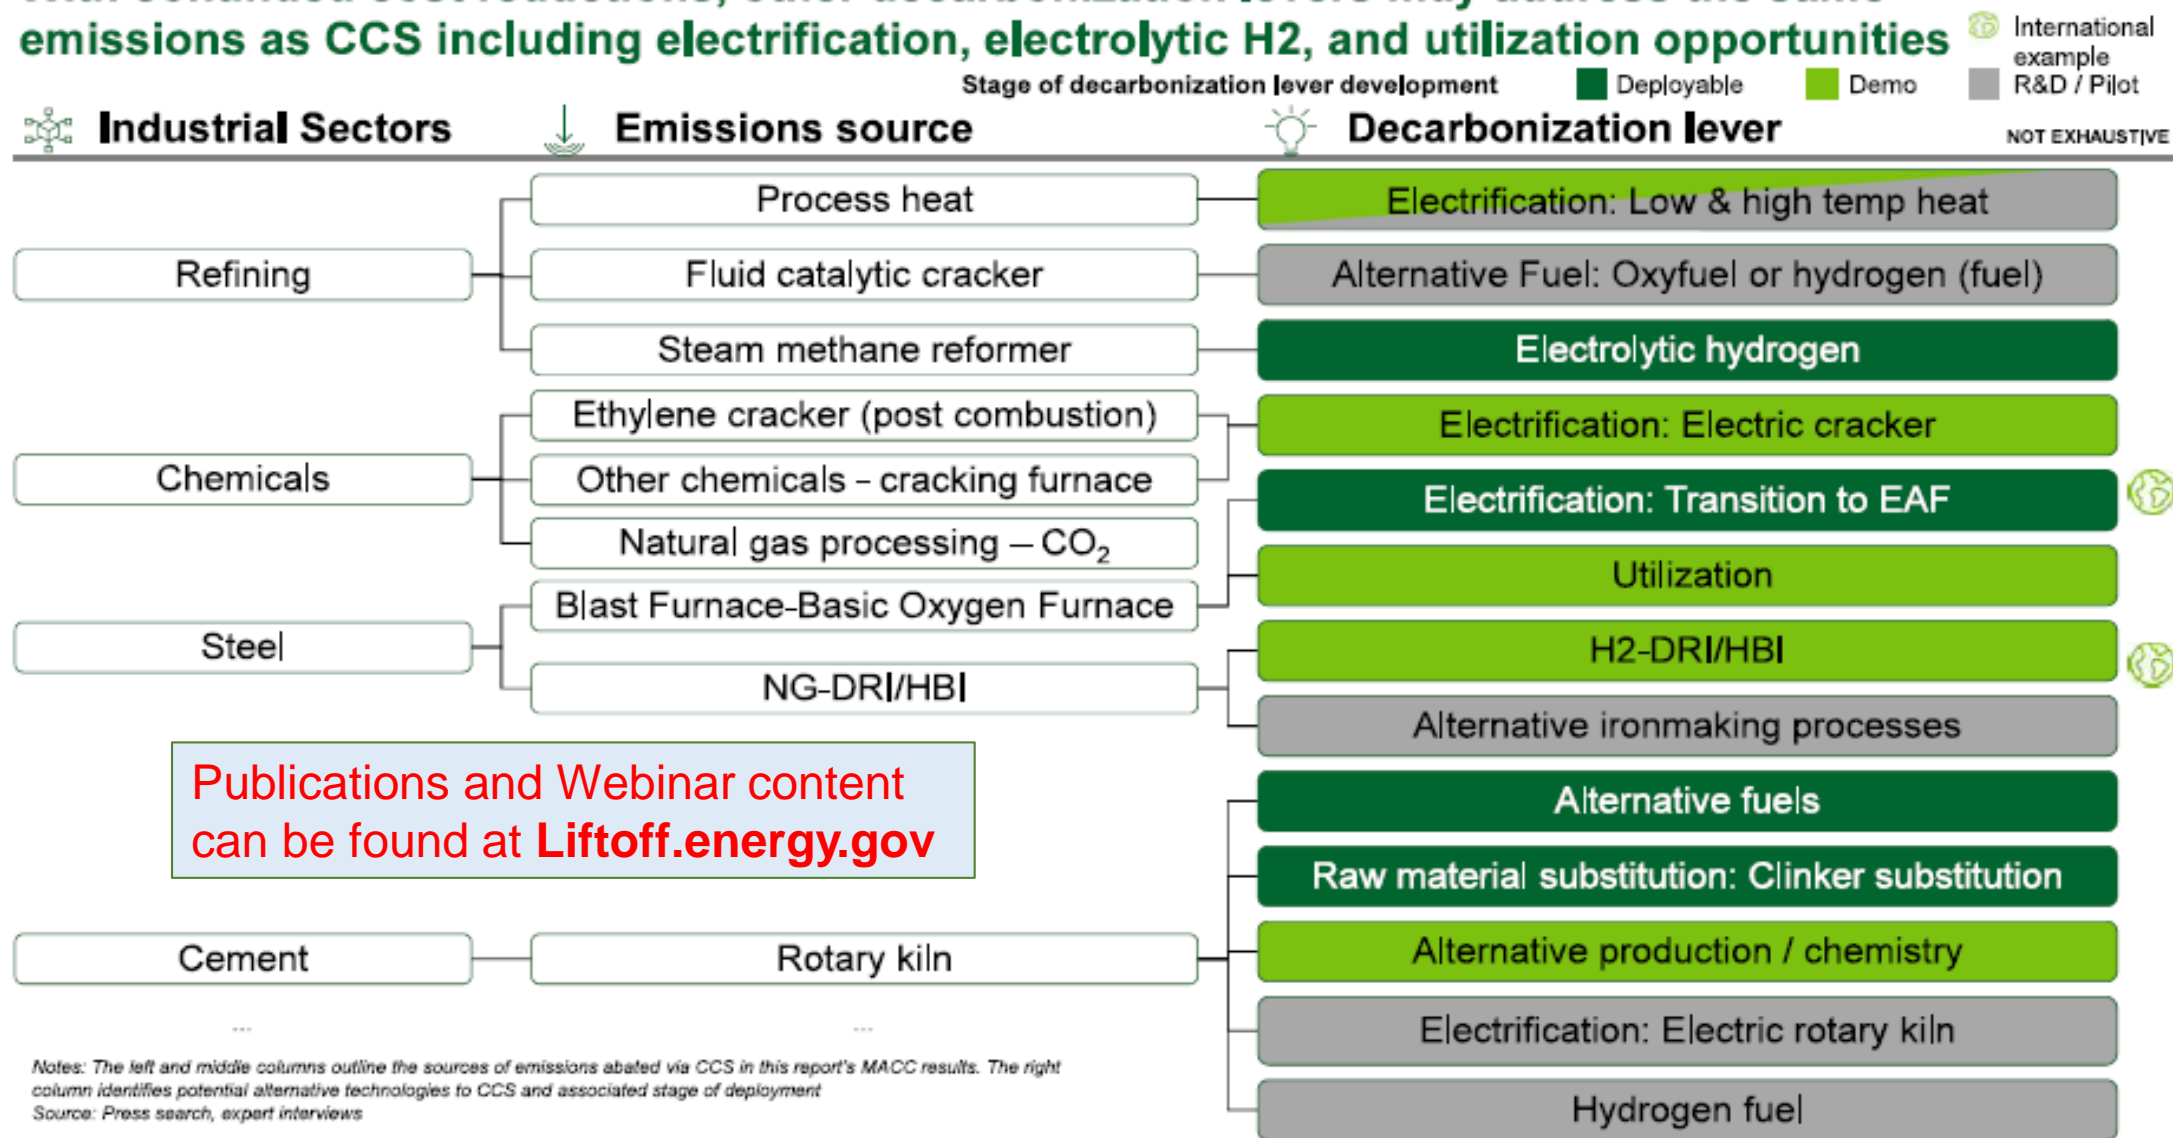 emissions as CCS including electrification, electrolytic H2, and utilization opportunities
International
example
Stage of decarbonization lever development
Deployable
Demo
R&D / Pilot
Industrial Sectors
Emissions source
Decarbonization lever
NOT EXHAUSTIVE
Process heat
Electrification: Low & high temp heat
Refining
Fluid catalytic cracker
Alternative Fuel: Oxyfuel or hydrogen (fuel)
Steam methane reformer
Electrolytic hydrogen
Ethylene cracker (post combustion)
Electrification: Electric cracker
Chemicals
Other chemicals - cracking furnace
Electrification: Transition to EAF
Natural gas processing – CO₂
Utilization
Blast Furnace-Basic Oxygen Furnace
Steel
H2-DRI/HBI
NG-DRI/HBI
Alternative ironmaking processes
Publications and Webinar content
can be found at Liftoff.energy.gov
Alternative fuels
Raw material substitution: Clinker substitution
Cement
Rotary kiln
Alternative production / chemistry
...
...
Electrification: Electric rotary kiln
Hydrogen fuel
Notes: The left and middle columns outline the sources of emissions abated via CCS in this report's MACC results. The right
column identifies potential alternative technologies to CCS and associated stage of deployment
Source: Press search, expert interviews